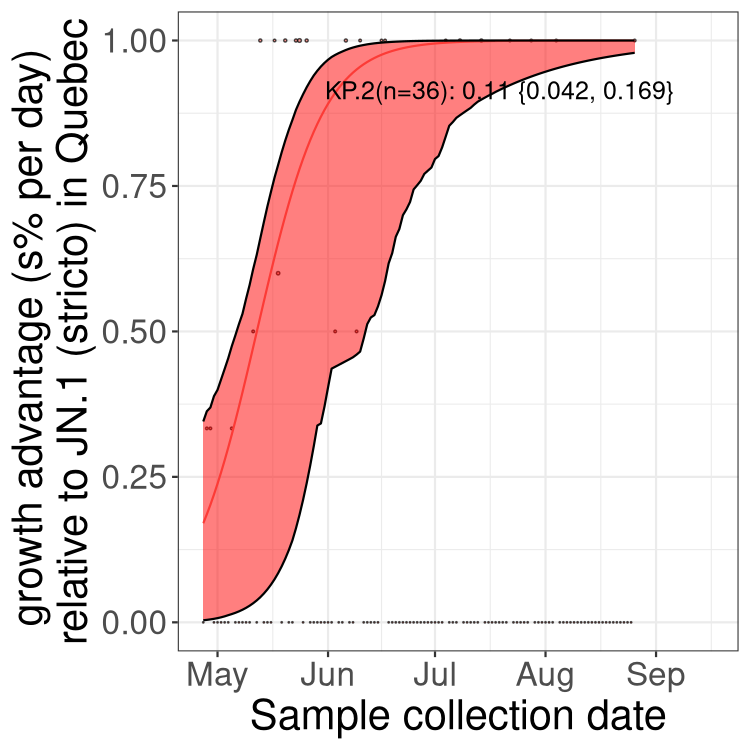 growth advantage (s% per day)
relative to JN.1 (stricto) in Quebec
1.00
0.75
0.50
0.25
0.00
KP.2(n=36): 0.11 {0.042, 0.169}
May Jun Jul Aug Sep
Sample collection date